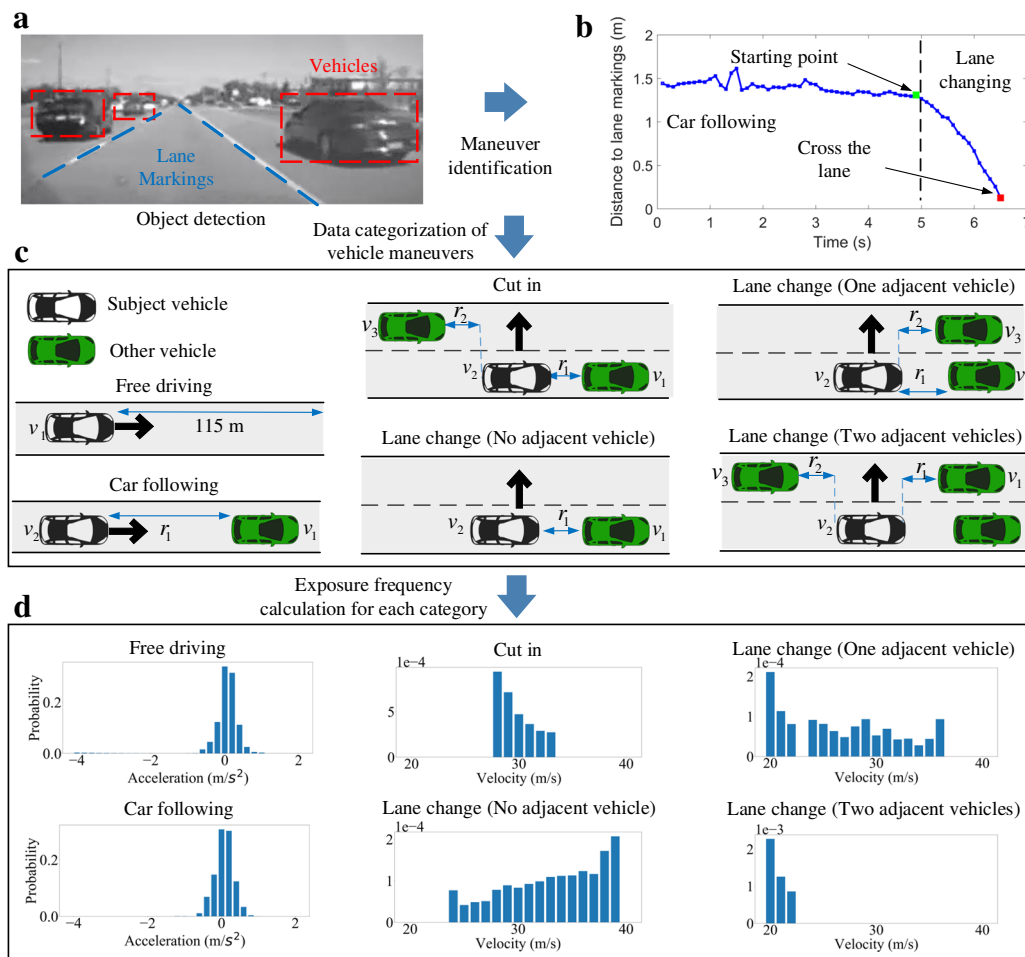 a
Vehicles
Lane
Markings
Object detection
Maneuver
identification
b
Distance to lane markings (m)
2
1.5
1
0.5
0
0 1 2 3 4 5 6 7
Time (s)
Starting point
Lane
changing
Car following
Cross the
lane
Data categorization of
vehicle maneuvers
c
Subject vehicle
Other vehicle
Free driving
v1
115 m
Car following
v2 r1 v1
Cut in
v3 r2
v2 r1 v1
Lane change (No adjacent vehicle)
v2 r1 v1
Lane change (One adjacent vehicle)
r2 v3
v2 r1 v
Lane change (Two adjacent vehicles)
v3 r2 r1 v1
v2
Exposure frequency
calculation for each category
d
Free driving
Probability
0.2
0.0
−4 −2 0 2
Acceleration (m/s²)
Cut in
1e−4
5
0
20 30 40
Velocity (m/s)
Lane change (One adjacent vehicle)
1e−4
2
1
0
20 30 40
Velocity (m/s)
Car following
Probability
0.2
0.0
−4 −2 0 2
Acceleration (m/s²)
Lane change (No adjacent vehicle)
1e−4
2
1
0
20 30 40
Velocity (m/s)
Lane change (Two adjacent vehicles)
1e−3
2
1
0
20 30 40
Velocity (m/s)